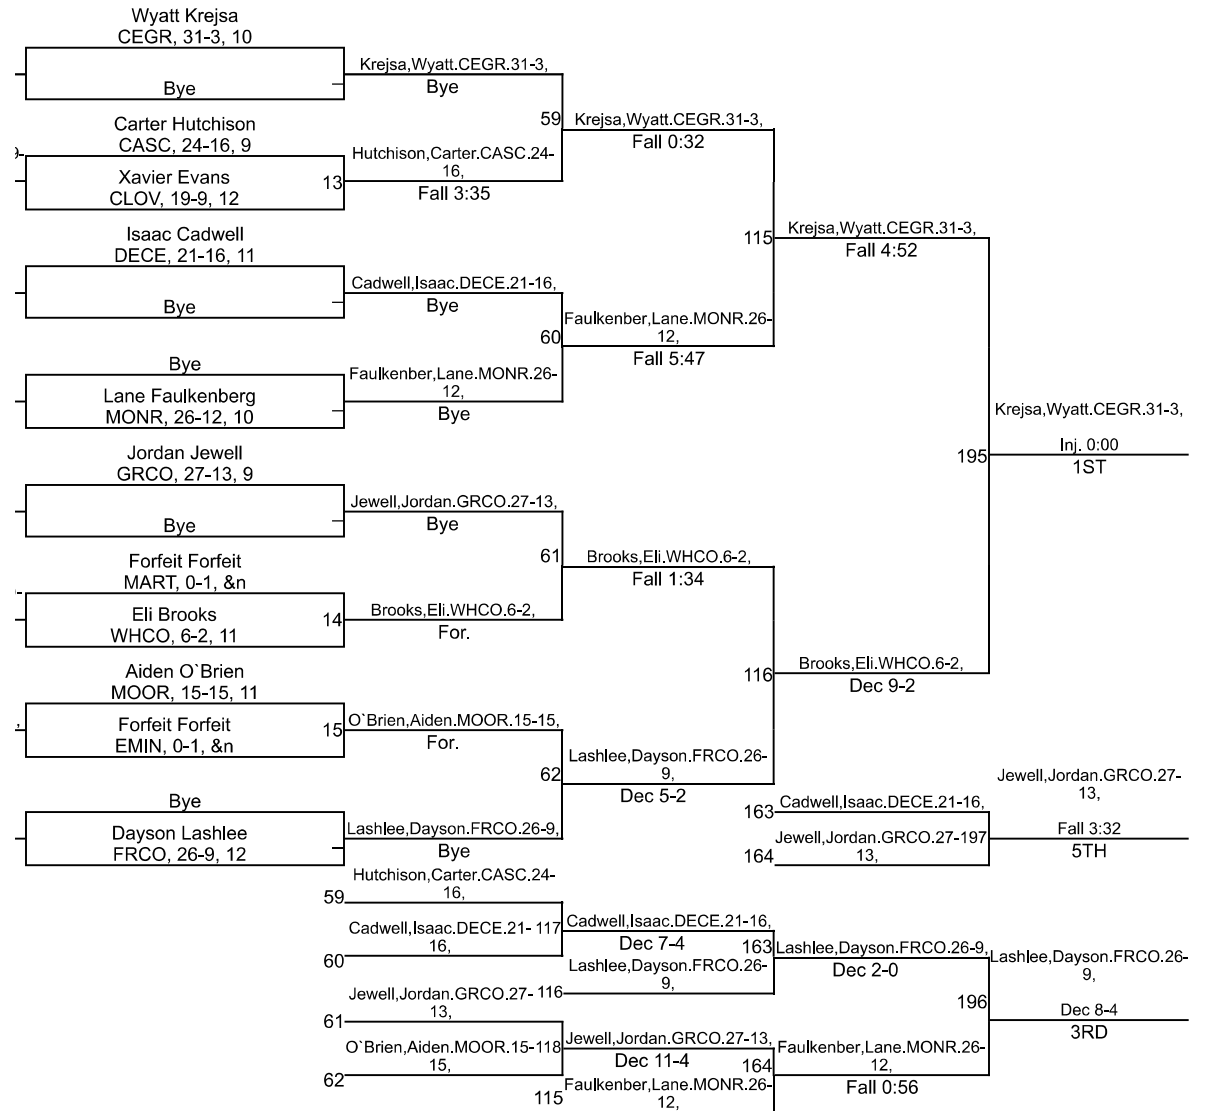 Wyatt Krejsa
CEGR, 31-3, 10
Bye
Krejsa,Wyatt.CEGR.31-3,
Bye
59
Krejsa,Wyatt.CEGR.31-3,
Fall 0:32
Carter Hutchison
CASC, 24-16, 9
Xavier Evans
CLOV, 19-9, 12
13
Hutchison,Carter.CASC.24-
16,
Fall 3:35
115
Krejsa,Wyatt.CEGR.31-3,
Fall 4:52
Isaac Cadwell
DECE, 21-16, 11
Bye
Cadwell,Isaac.DECE.21-16,
Bye
60
Faulkenber,Lane.MONR.26-
12,
Fall 5:47
Bye
Lane Faulkenberg
MONR, 26-12, 10
Faulkenber,Lane.MONR.26-
12,
Bye
195
Krejsa,Wyatt.CEGR.31-3,
Inj. 0:00
1ST
Jordan Jewell
GRCO, 27-13, 9
Bye
Jewell,Jordan.GRCO.27-13,
Bye
61
Brooks,Eli.WHCO.6-2,
Fall 1:34
Forfeit Forfeit
MART, 0-1, &n
Eli Brooks
WHCO, 6-2, 11
14
Brooks,Eli.WHCO.6-2,
For.
116
Brooks,Eli.WHCO.6-2,
Dec 9-2
Aiden O`Brien
MOOR, 15-15, 11
Forfeit Forfeit
EMIN, 0-1, &n
15
O`Brien,Aiden.MOOR.15-15,
For.
62
Lashlee,Dayson.FRCO.26-
9,
Dec 5-2
Bye
Dayson Lashlee
FRCO, 26-9, 12
Lashlee,Dayson.FRCO.26-9,
Bye
163
Cadwell,Isaac.DECE.21-16,
164
Jewell,Jordan.GRCO.27-
13,
197
Jewell,Jordan.GRCO.27-
13,
Fall 3:32
5TH
59
Hutchison,Carter.CASC.24-
16,
60
Cadwell,Isaac.DECE.21-
16,
117
Cadwell,Isaac.DECE.21-16,
Dec 7-4
116
Lashlee,Dayson.FRCO.26-
9,
163
Lashlee,Dayson.FRCO.26-9,
Dec 2-0
61
Jewell,Jordan.GRCO.27-
13,
62
O`Brien,Aiden.MOOR.15-
15,
118
Jewell,Jordan.GRCO.27-13,
Dec 11-4
115
Faulkenber,Lane.MONR.26-
12,
164
Faulkenber,Lane.MONR.26-
12,
Fall 0:56
196
Lashlee,Dayson.FRCO.26-
9,
Dec 8-4
3RD